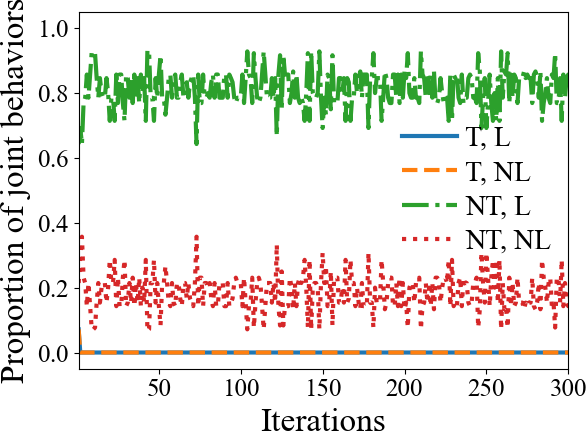 Proportion of joint behaviors
1.0
0.8
0.6
0.4
0.2
0.0
T, L
T, NL
NT, L
NT, NL
50 100 150 200 250 300
Iterations